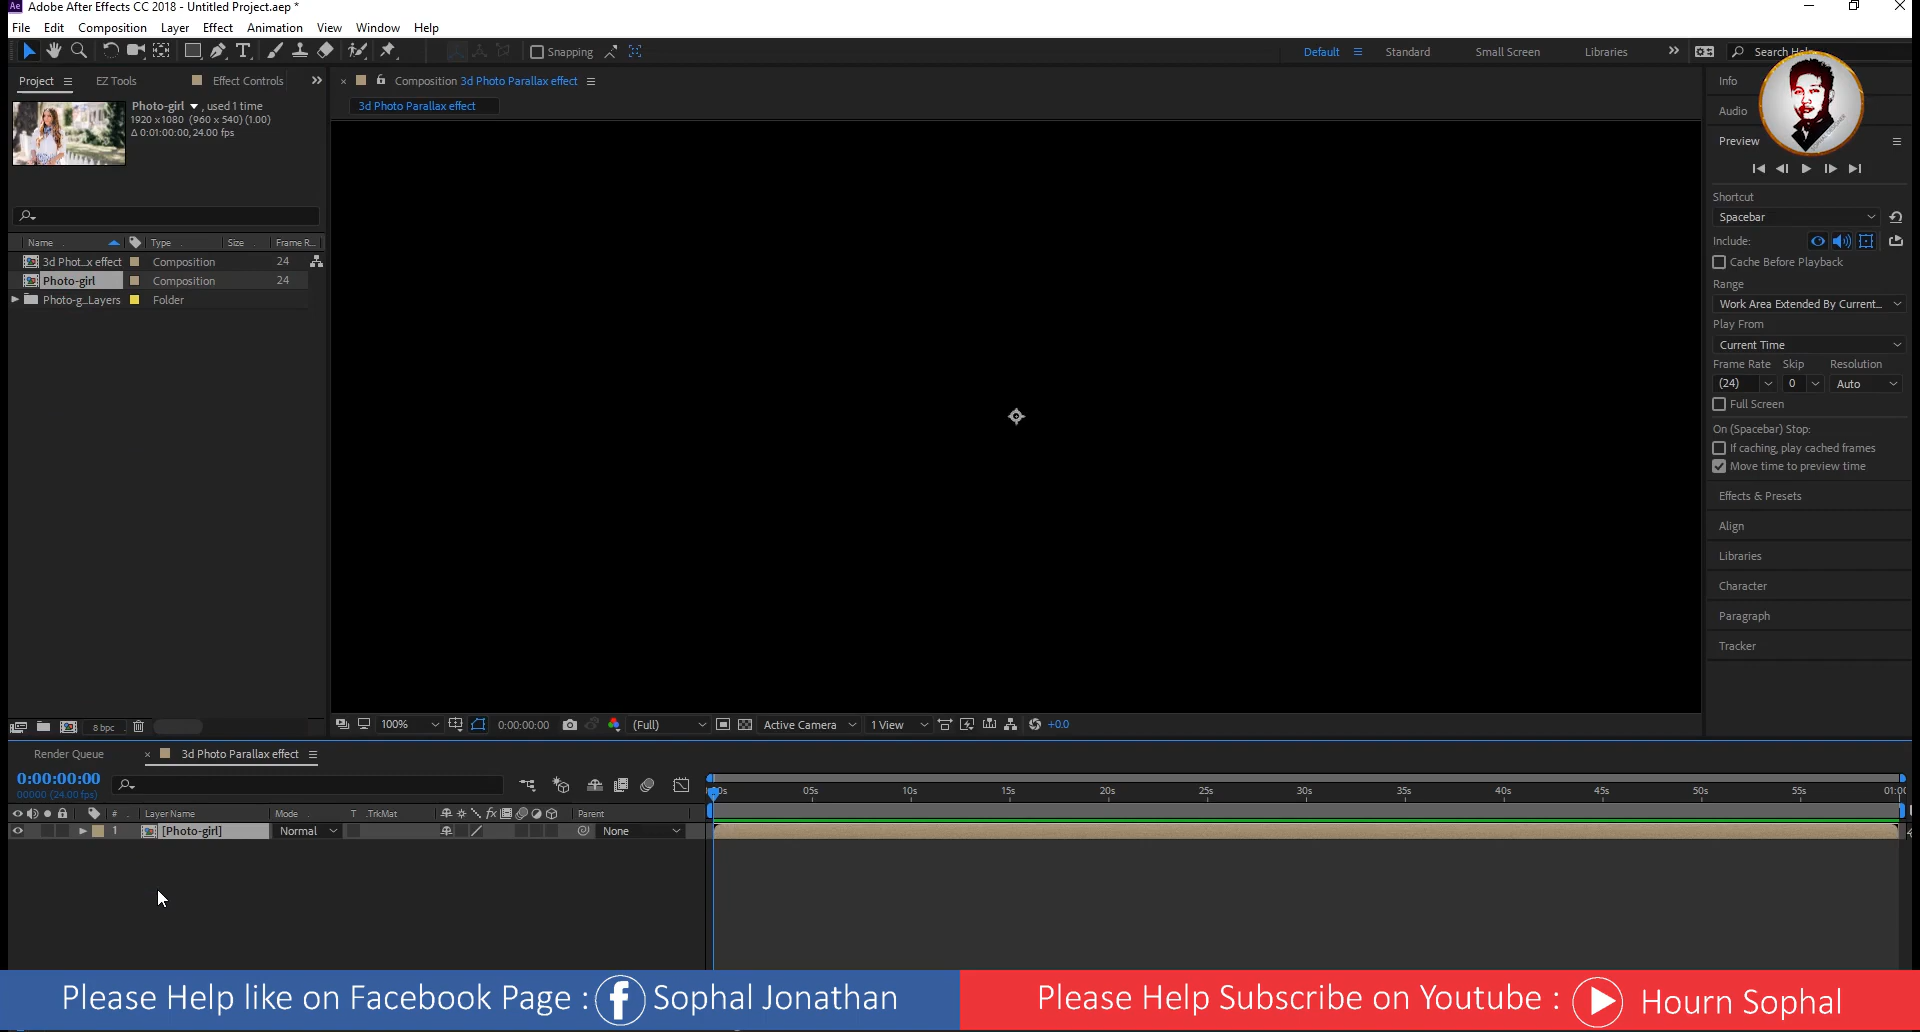 Adobe After Effects CC 2018 - Untitled Project.aep *
File Edit Composition Layer Effect Animation View Window Help
Snapping Default Standard Small Screen Libraries
Project EZ Tools Effect Controls Composition 3d Photo Parallax effect Info
3d Photo Parallax effect
Photo-girl , used 1 time
1920 x1080 (960 x 540) (1.00)
Δ 0:01:00:00, 24.00 fps
Audio
Preview
Shortcut
Spacebar
Include:
Cache Before Playback
Range
Work Area Extended By Current...
Play From
Current Time
Frame Rate Skip Resolution
(24) 0 Auto
Full Screen
On (Spacebar) Stop:
If caching, play cached frames
Move time to preview time
Effects & Presets
Align
Libraries
Character
Paragraph
Tracker
Name Type Size Frame R...
3d Phot...x effect Composition 24
Photo-girl Composition 24
Photo-g...Layers Folder
8 bpc
100% 0:00:00:00 (Full) Active Camera 1 View +0.0
Render Queue 3d Photo Parallax effect
0:00:00:00
00000 (24.00 fps)
05s 10s 15s 20s 25s 30s 35s 40s 45s 50s 55s 01:00
# Layer Name Mode T .TrkMat fx Parent
1 [Photo-girl] Normal None
Please Help like on Facebook Page : f Sophal Jonathan Please Help Subscribe on Youtube : Hourn Sophal